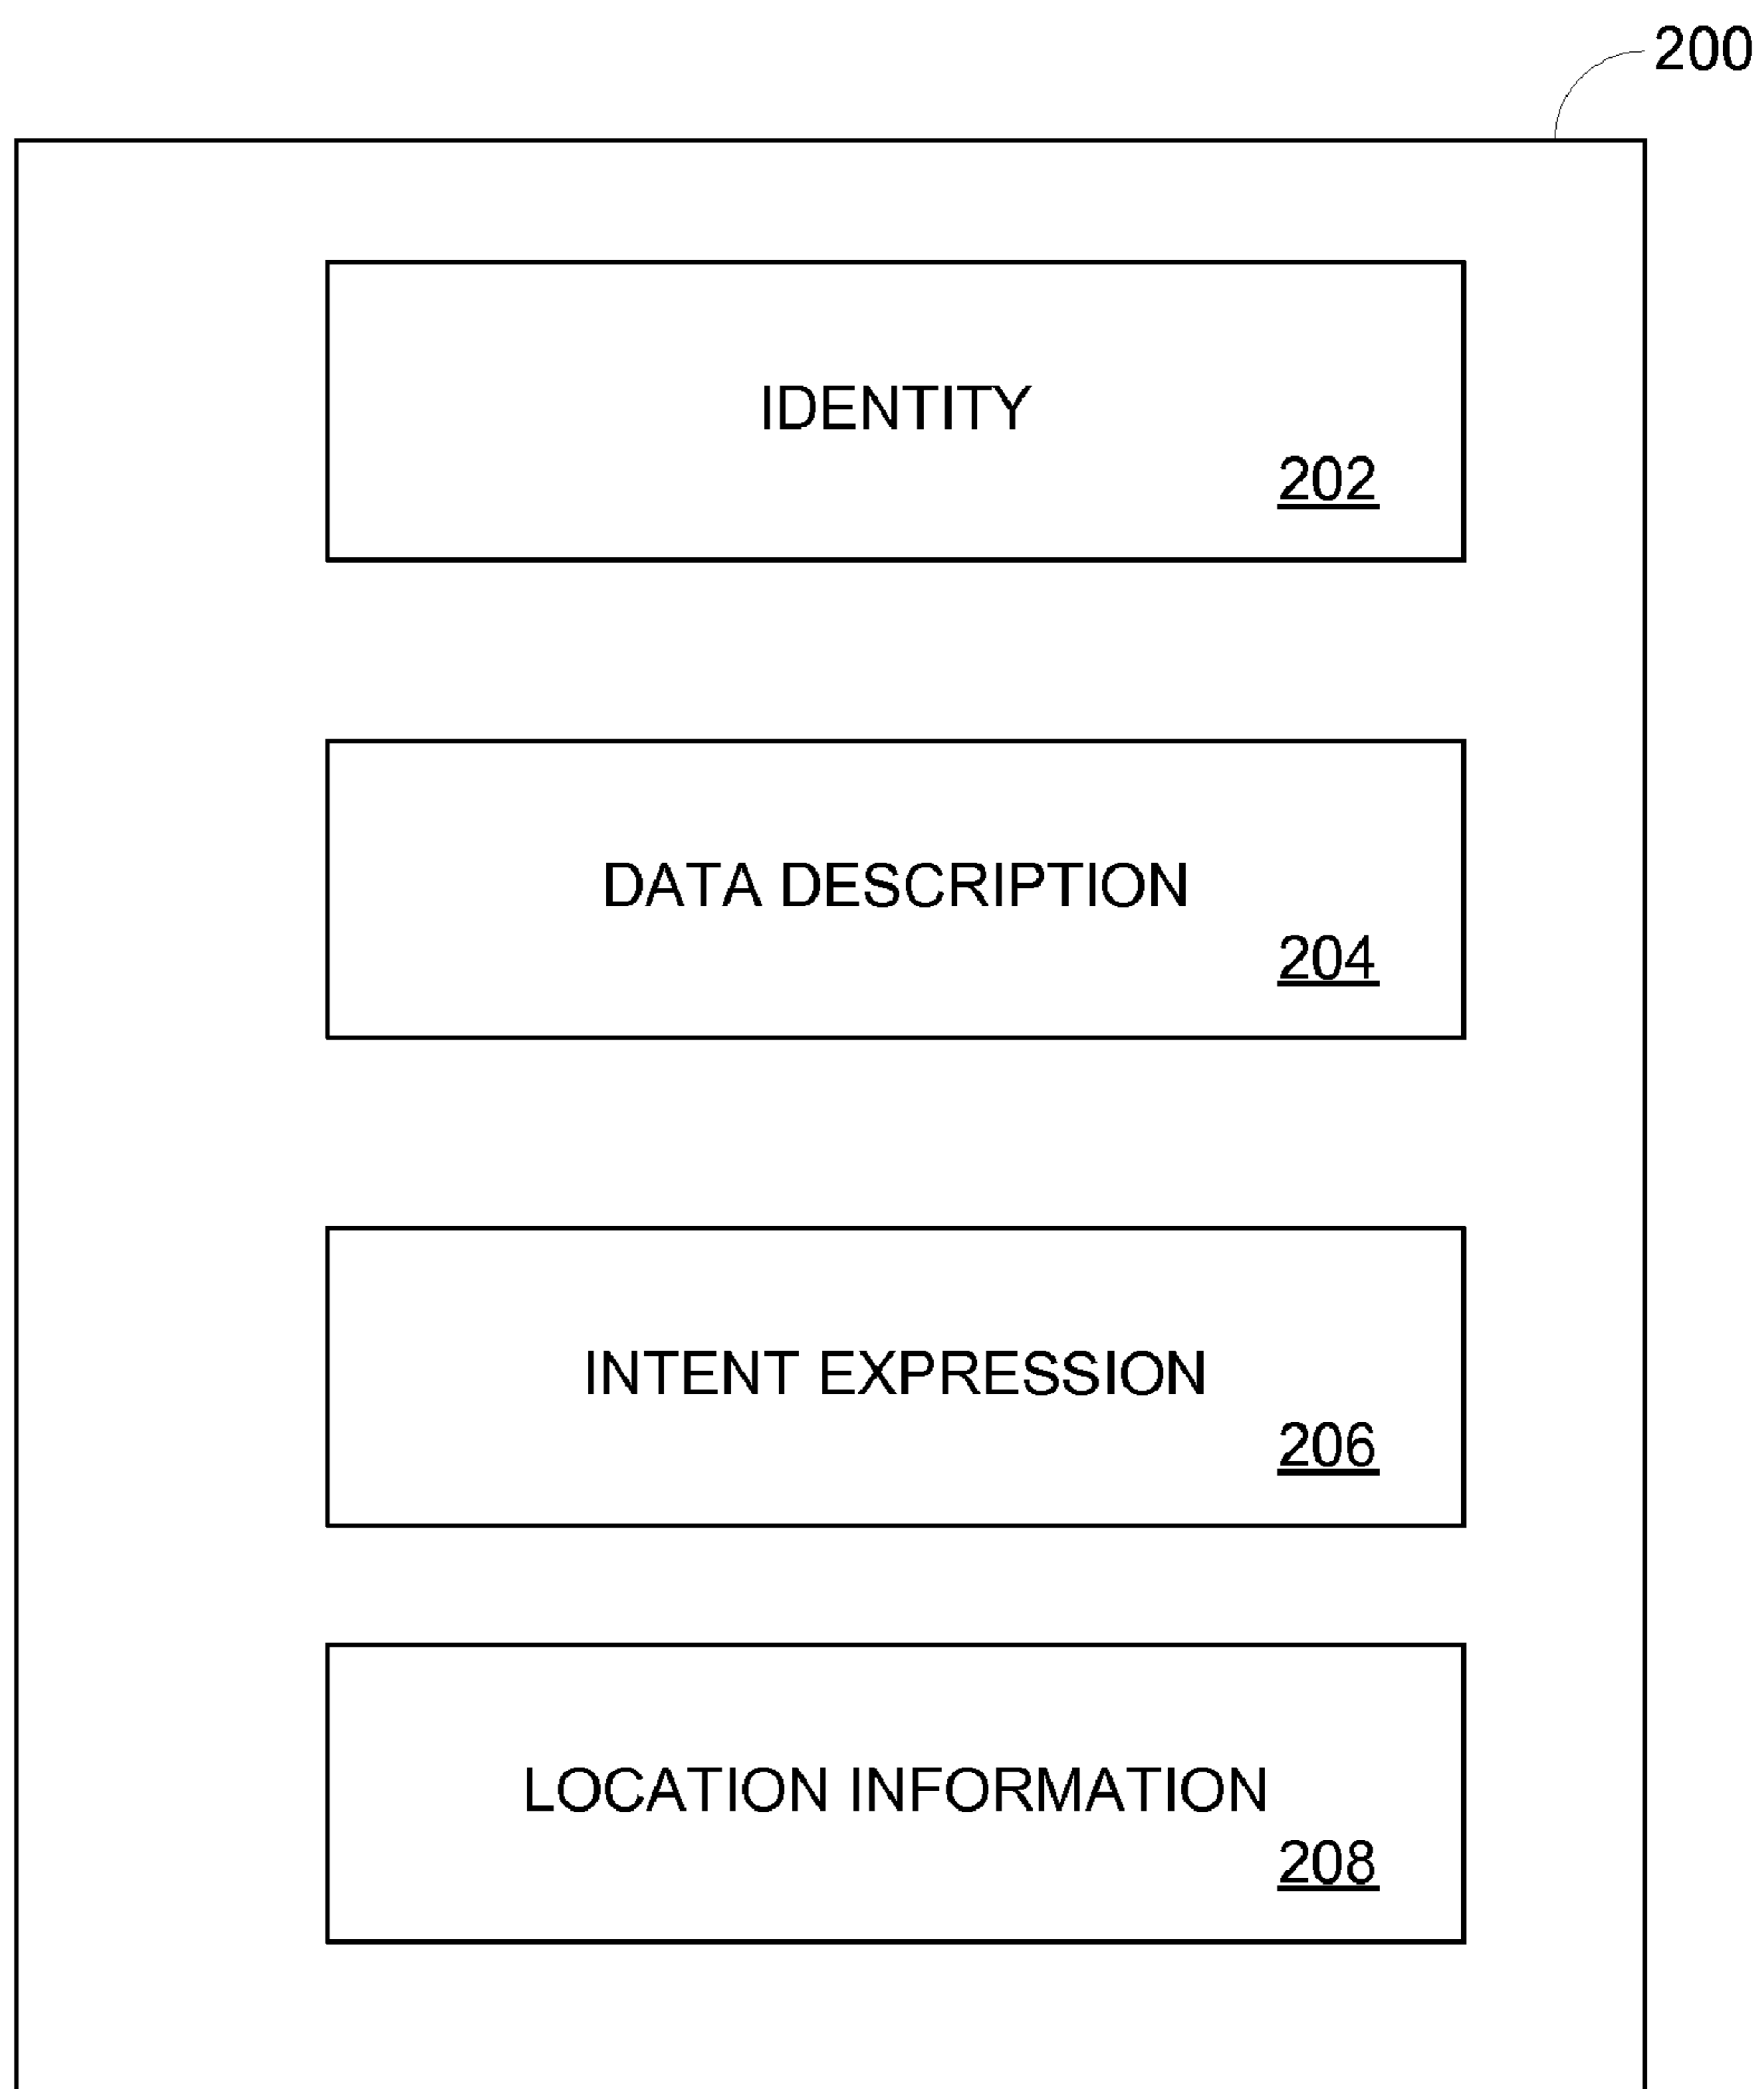 200
IDENTITY
202
DATA DESCRIPTION
204
INTENT EXPRESSION
206
LOCATION INFORMATION
208